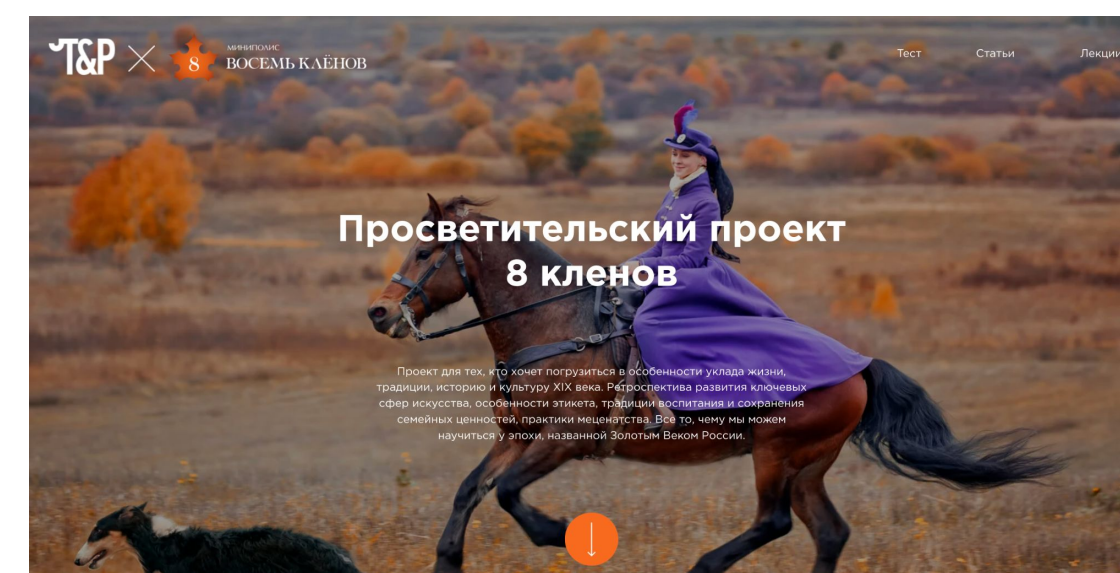 T&P
8
МИНИПОЛИС
ВОСЕМЬ КЛЁНОВ
Тест Статьи Лекции
Просветительский проект
8 кленов
Проект для тех, кто хочет погрузиться в особенности уклада жизни,
традиции, историю и культуру XIX века. Ретроспектива развития ключевых
сфер искусства, особенности этикета, традиции воспитания и сохранения
семейных ценностей, практики меценатства. Все то, чему мы можем
научиться у эпохи, названной Золотым Веком России.